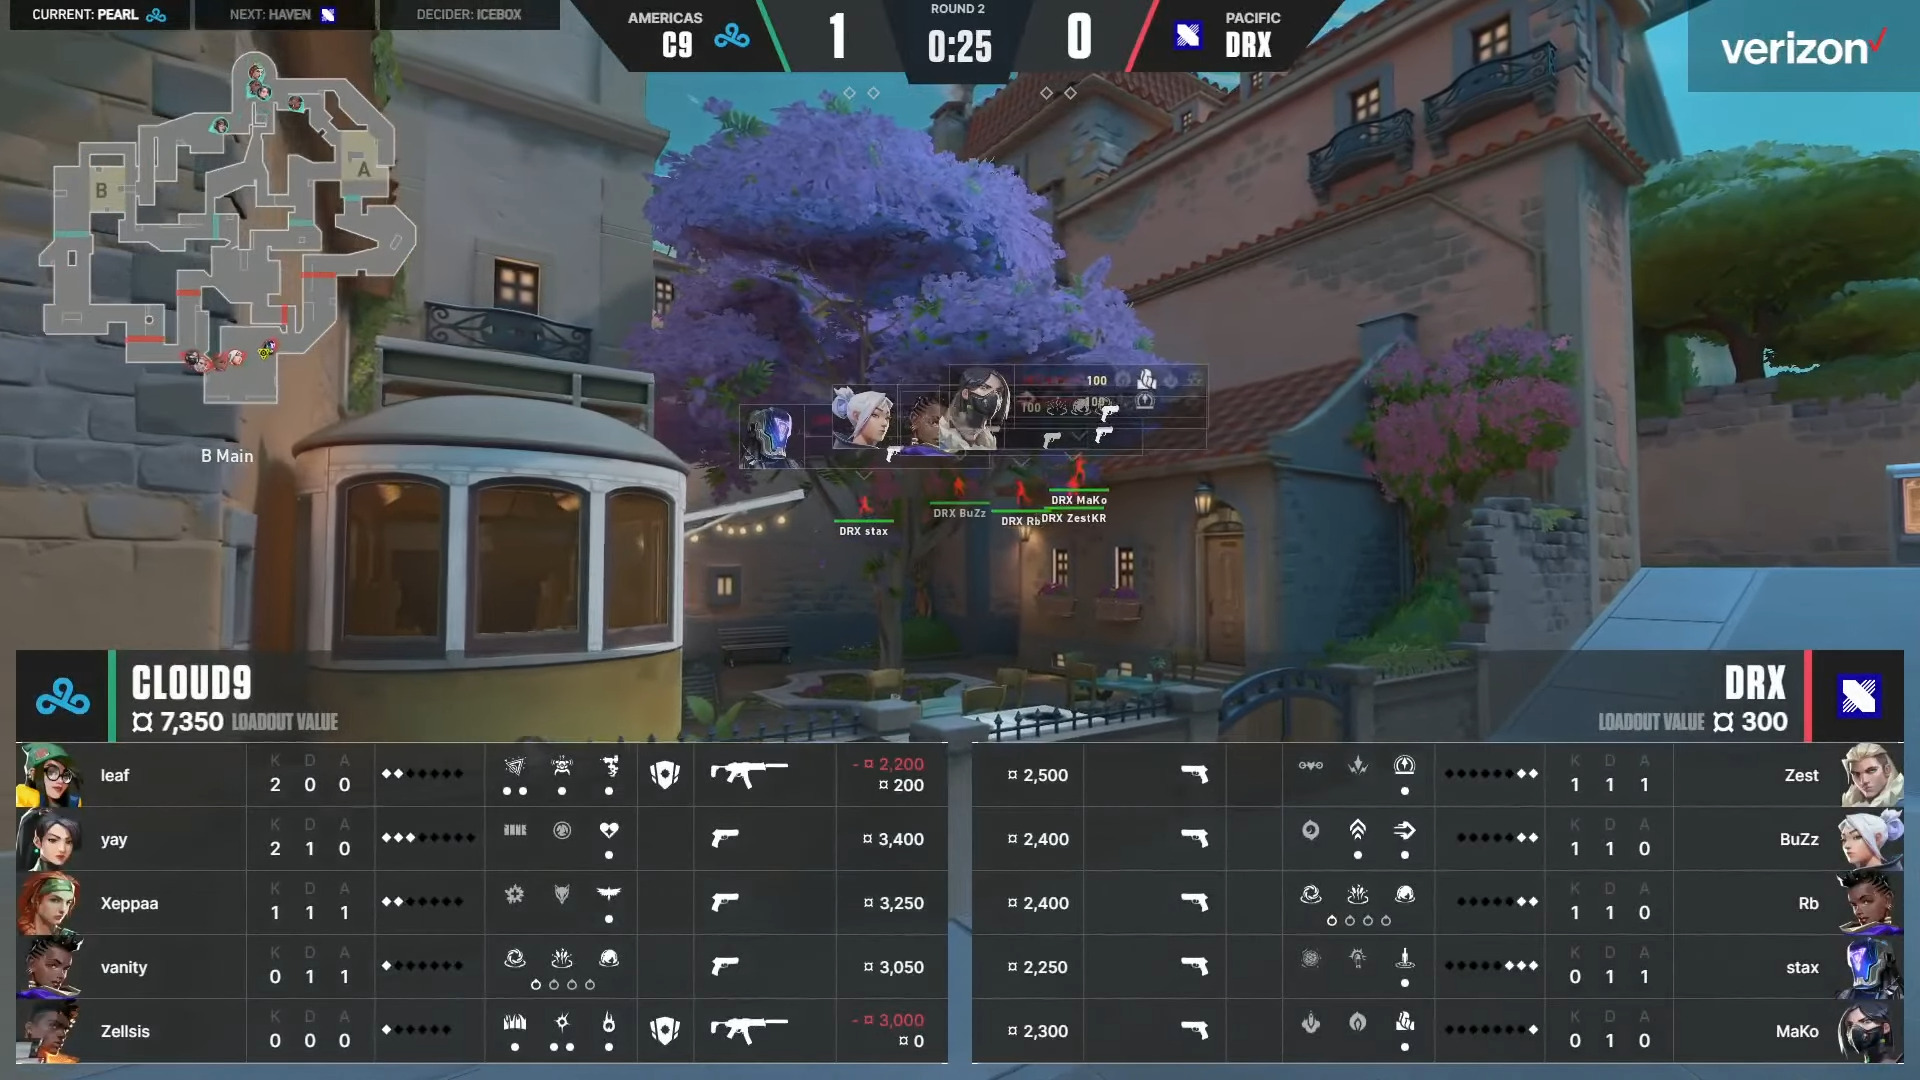 CURRENT: PEARL
NEXT: HAVEN
DECIDER: ICEBOX
AMERICAS
C9
1
ROUND 2
0:25
0
PACIFIC
DRX
verizon
B
A
B Main
100
100
100
DRX stax
DRX BuZz
DRX Rb
DRX MaKo
DRX ZestKR
CLOUD9
¤ 7,350 LOADOUT VALUE
DRX
LOADOUT VALUE ¤ 300
leaf
K D A
2 0 0
- ¤ 2,200
¤ 200
¤ 2,500
K D A
1 1 1
Zest
yay
K D A
2 1 0
¤ 3,400
¤ 2,400
K D A
1 1 0
BuZz
Xeppaa
K D A
1 1 1
¤ 3,250
¤ 2,400
K D A
1 1 0
Rb
vanity
K D A
0 1 1
¤ 3,050
¤ 2,250
K D A
0 1 1
stax
Zellsis
K D A
0 0 0
- ¤ 3,000
¤ 0
¤ 2,300
K D A
0 1 0
MaKo